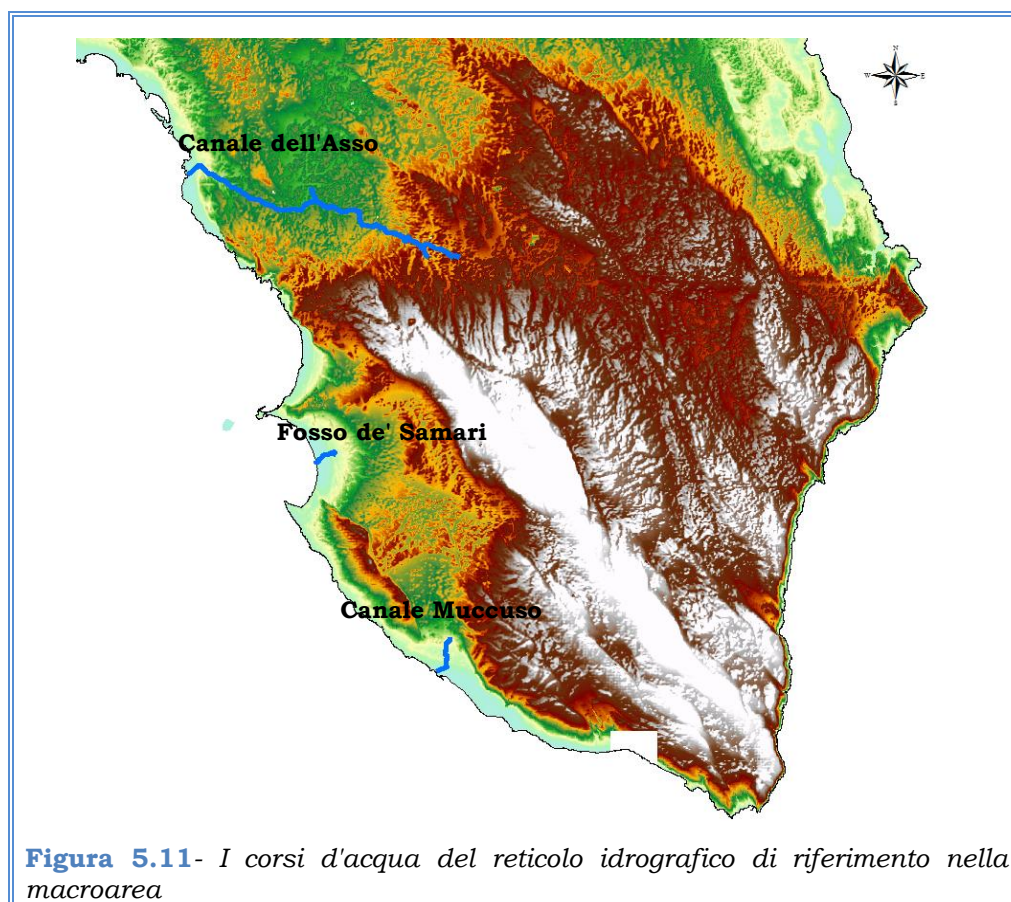 N
W
E
Canale dell'Asso
Fosso de' Samari
Canale Muccuso
Figura 5.11- I corsi d'acqua del reticolo idrografico di riferimento nella
macroarea